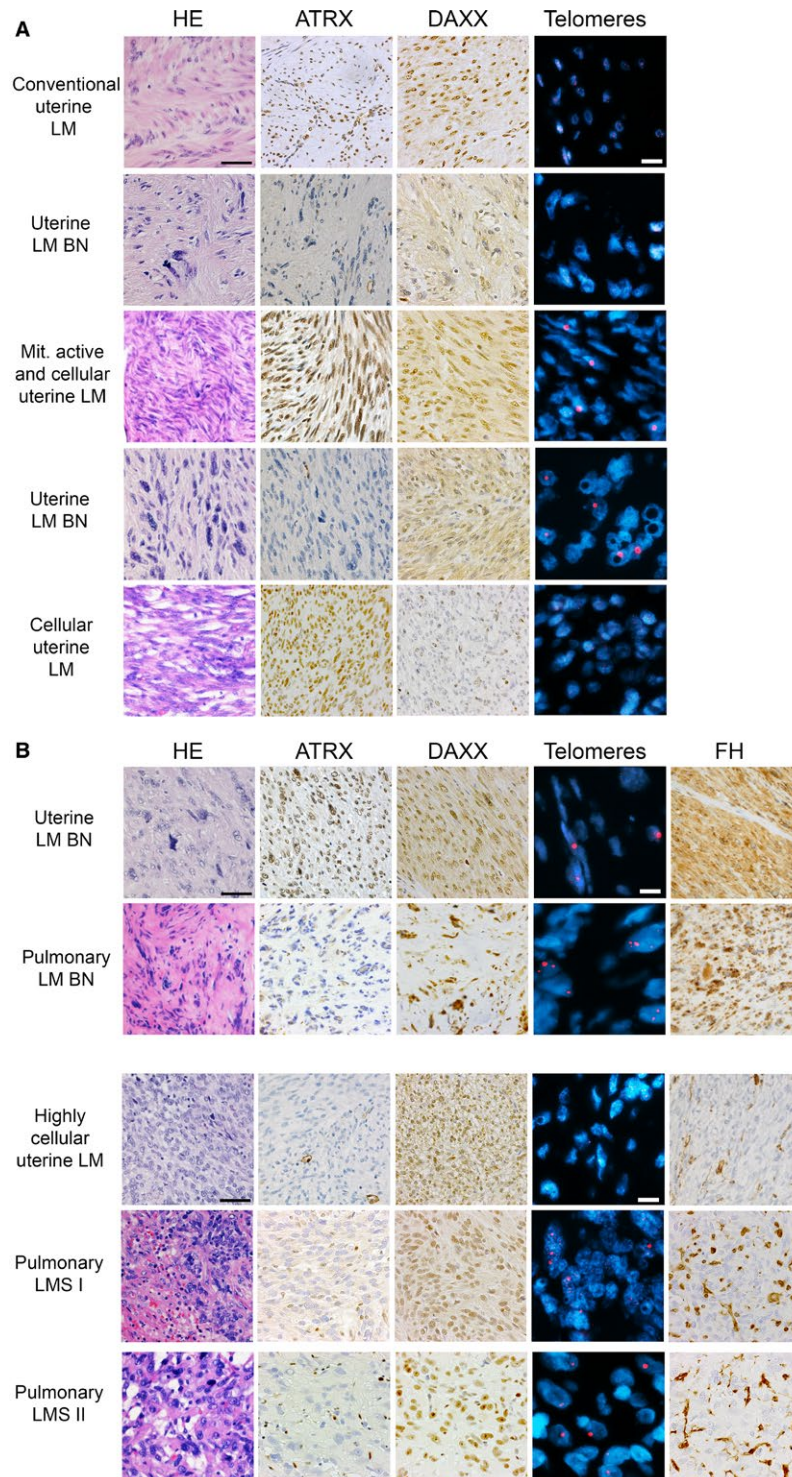 A
HE ATRX DAXX Telomeres
Conventional
uterine
LM
Uterine
LM BN
Mit. active
and cellular
uterine LM
Uterine
LM BN
Cellular
uterine
LM
B
HE ATRX DAXX Telomeres FH
Uterine
LM BN
Pulmonary
LM BN
Highly
cellular
uterine LM
Pulmonary
LMS I
Pulmonary
LMS II